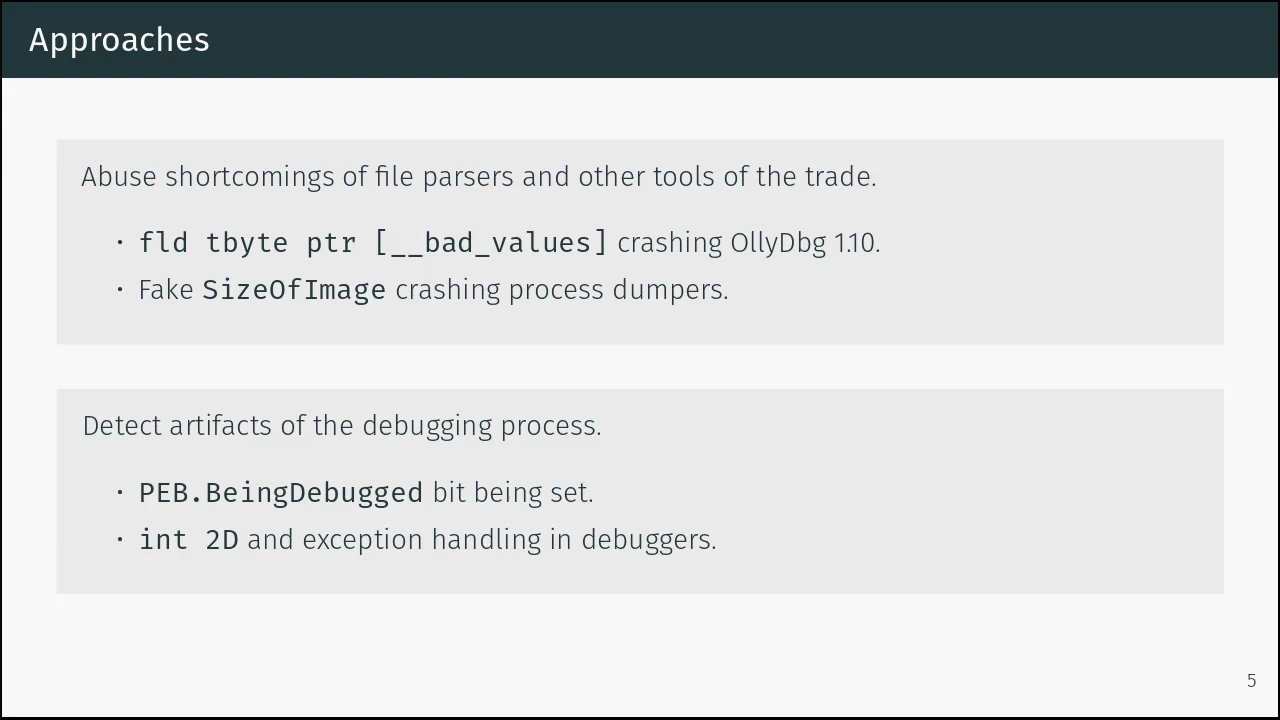 Approaches
Abuse shortcomings of file parsers and other tools of the trade.
· fld tbyte ptr [__bad_values] crashing OllyDbg 1.10.
· Fake SizeOfImage crashing process dumpers.
Detect artifacts of the debugging process.
· PEB.BeingDebugged bit being set.
· int 2D and exception handling in debuggers.
5